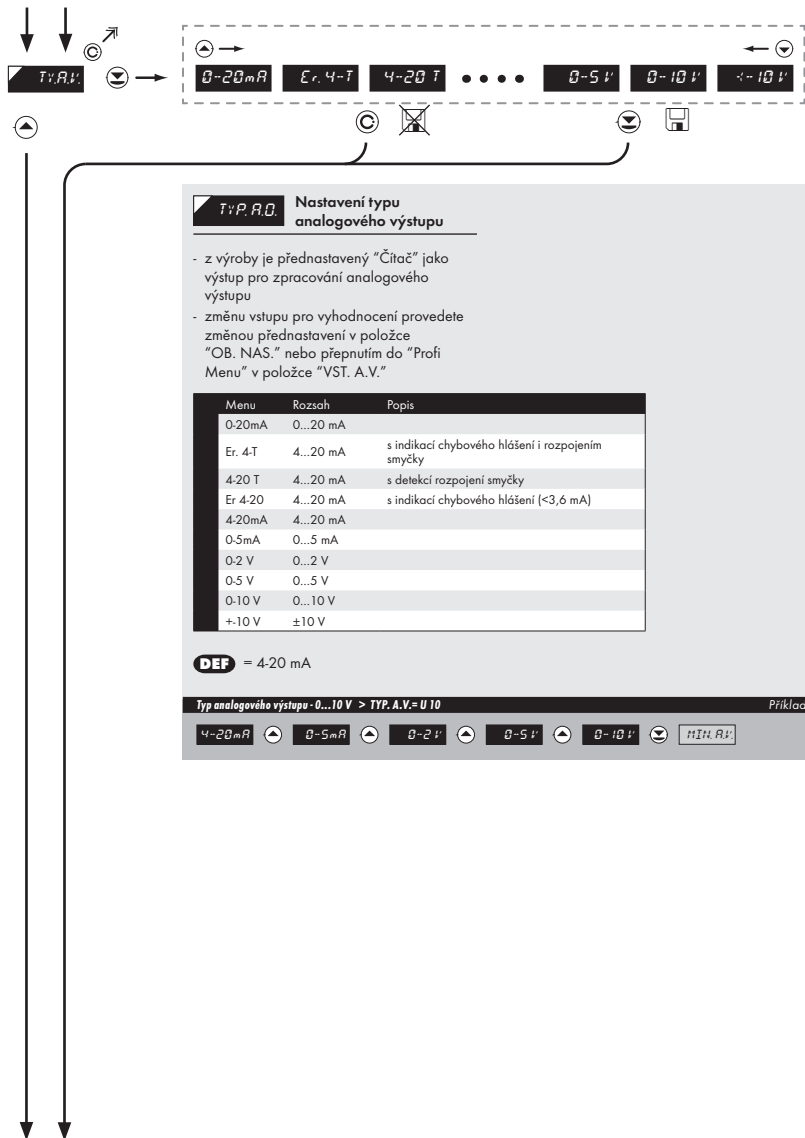 C
TY.A.V.
0-20mA Er. 4-T 4-20 T •••• 0-5 V 0-10 V -<-10 V
C
TYP. A.O. Nastavení typu
analogového výstupu
- z výroby je přednastavený "Čítač" jako
výstup pro zpracování analogového
výstupu
- změnu vstupu pro vyhodnocení provedete
změnou přednastavení v položce
"OB. NAS." nebo přepnutím do "Profi
Menu" v položce "VST. A.V."
Menu Rozsah Popis
0-20mA 0...20 mA
Er. 4-T 4...20 mA s indikací chybového hlášení i rozpojením
smyčky
4-20 T 4...20 mA s detekcí rozpojení smyčky
Er 4-20 4...20 mA s indikací chybového hlášení (<3,6 mA)
4-20mA 4...20 mA
0-5mA 0...5 mA
0-2 V 0...2 V
0-5 V 0...5 V
0-10 V 0...10 V
+-10 V ±10 V
DEF = 4-20 mA
Typ analogového výstupu - 0...10 V > TYP. A.V.= U 10 Příklad
4-20mA 0-5mA 0-2 V 0-5 V 0-10 V MIN. A.V.